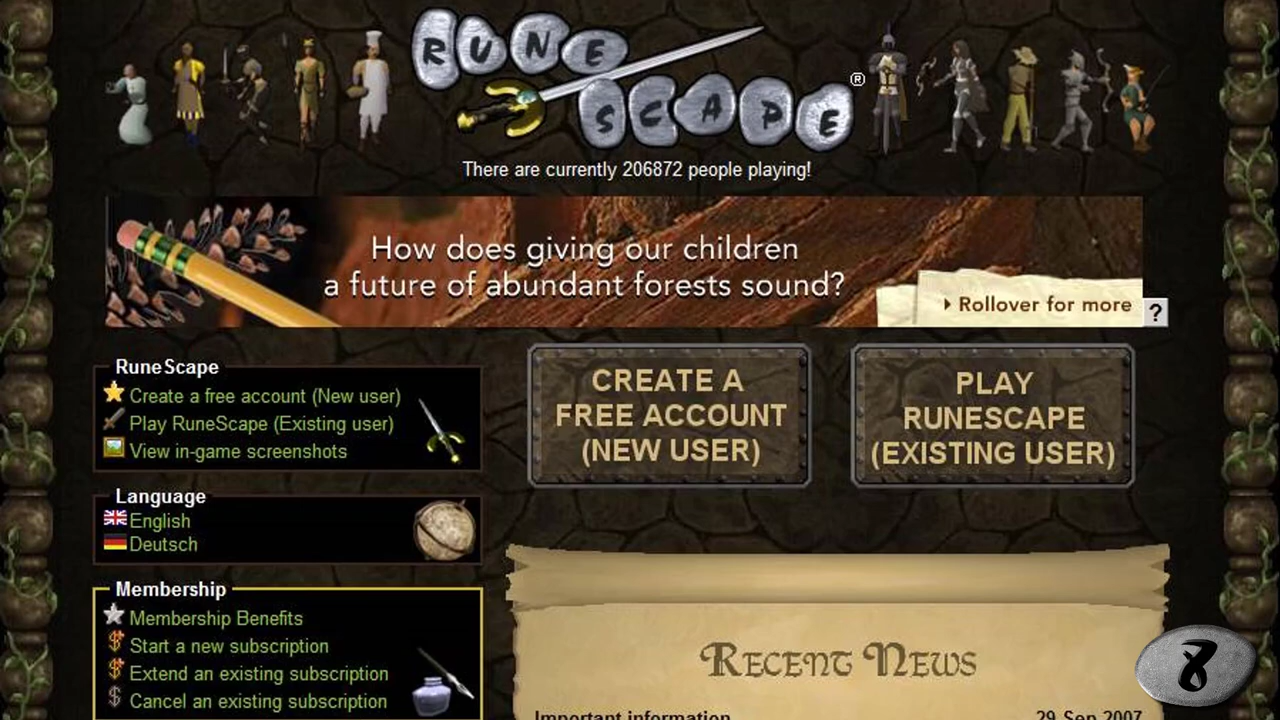 RUNE
SCAPE®
There are currently 206872 people playing!
How does giving our children
a future of abundant forests sound?
Rollover for more
?
RuneScape
Create a free account (New user)
Play RuneScape (Existing user)
View in-game screenshots
CREATE A
FREE ACCOUNT
(NEW USER)
PLAY
RUNESCAPE
(EXISTING USER)
Language
English
Deutsch
Membership
Membership Benefits
Start a new subscription
Extend an existing subscription
Cancel an existing subscription
Recent News
8
Important information 29-Sep-2007